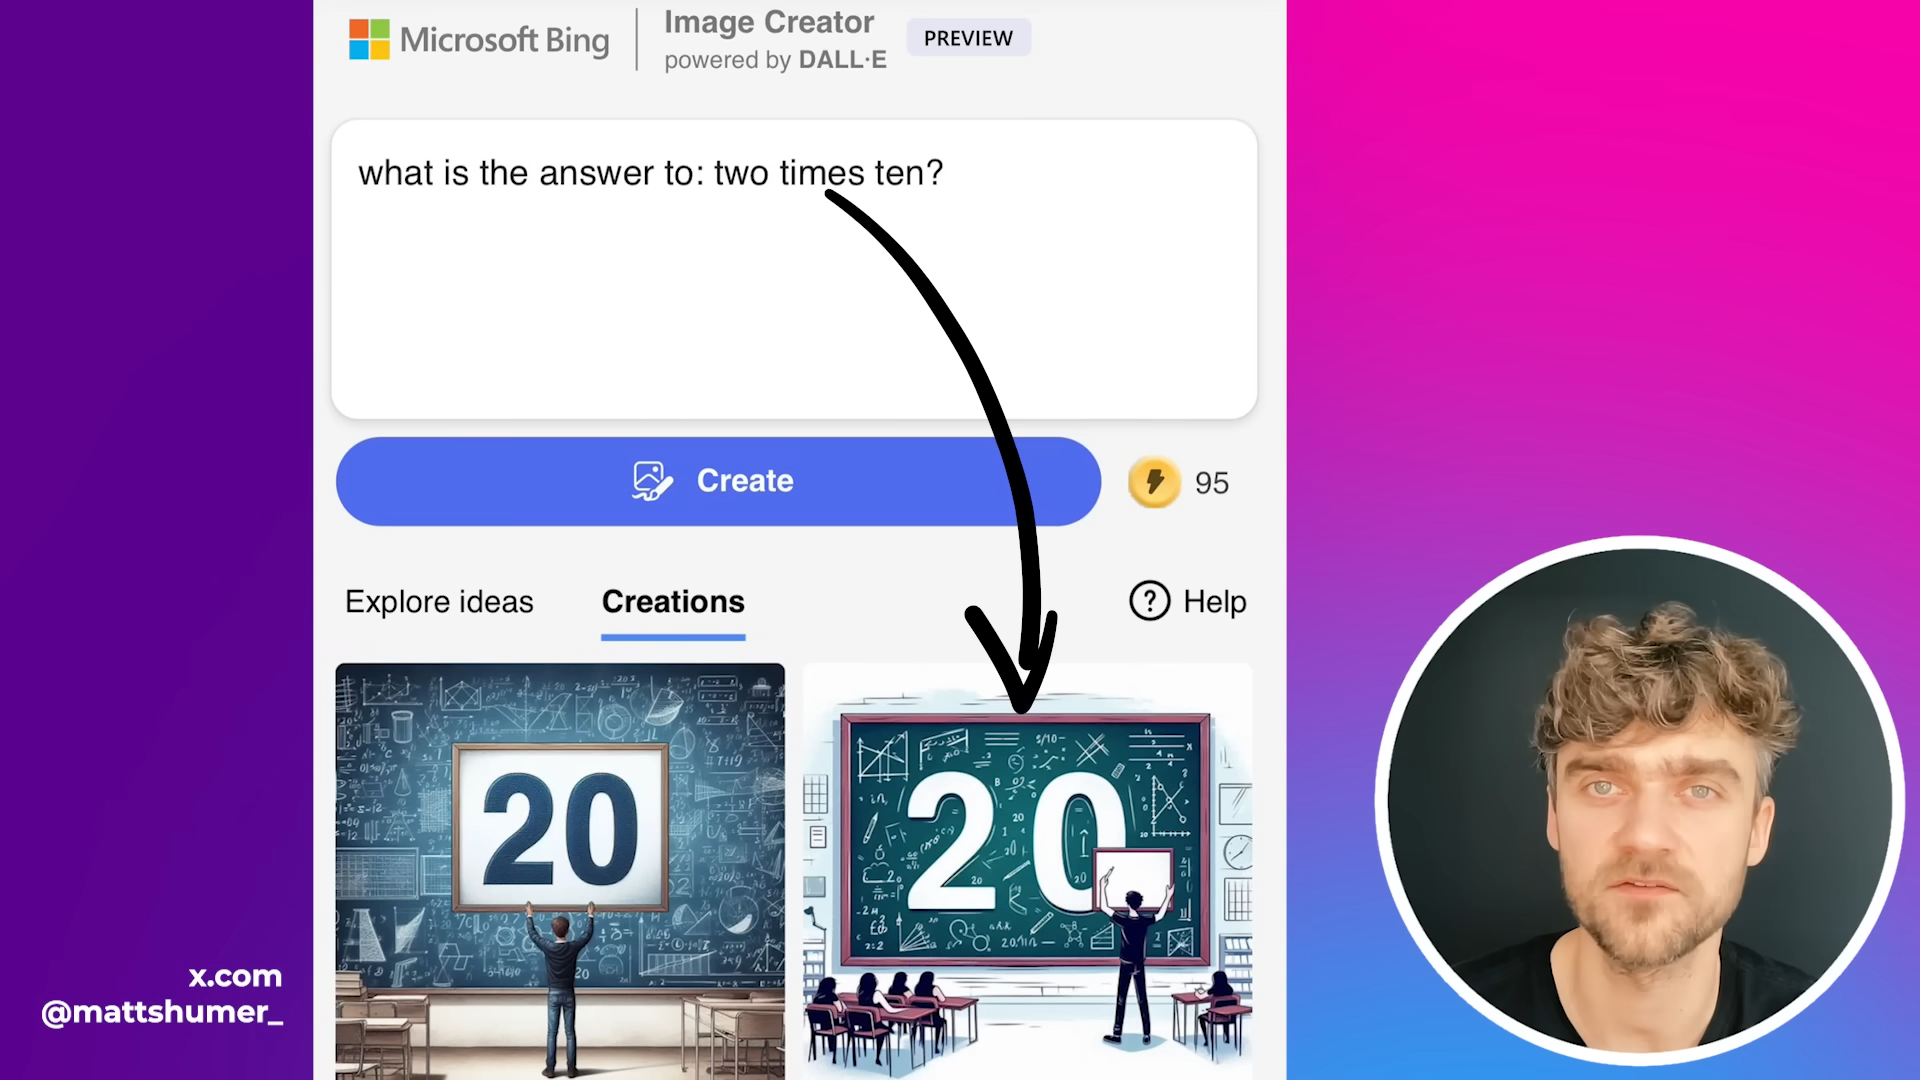 Microsoft Bing
Image Creator
powered by DALL·E
PREVIEW
what is the answer to: two times ten?
Create
95
Explore ideas
Creations
Help
20
20
x.com
@mattshumer_